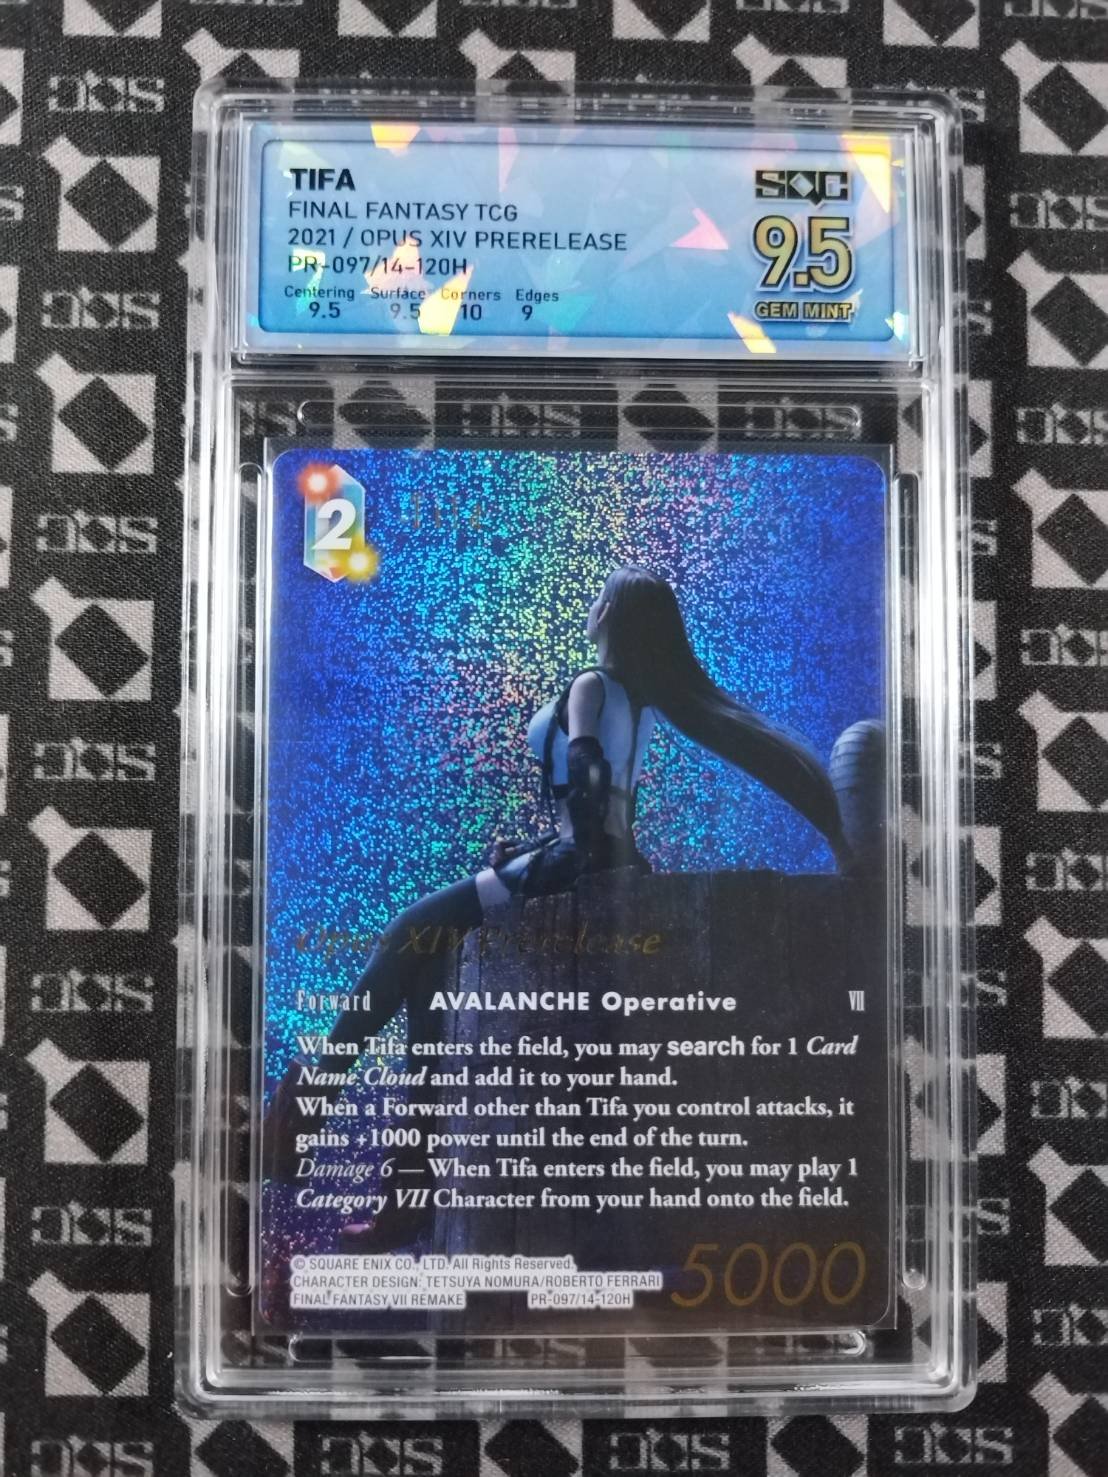 TIFA
FINAL FANTASY TCG
2021 / OPUS XIV PRERELEASE
PR-097/14-120H
Centering Surface Corners Edges
9.5 9.5 10 9
SQC
9.5
GEM MINT
2
Tifa
Opus XIV Prerelease
Forward AVALANCHE Operative VII
When Tifa enters the field, you may search for 1 Card
Name Cloud and add it to your hand.
When a Forward other than Tifa you control attacks, it
gains +1000 power until the end of the turn.
Damage 6 — When Tifa enters the field, you may play 1
Category VII Character from your hand onto the field.
© SQUARE ENIX CO., LTD. All Rights Reserved.
CHARACTER DESIGN: TETSUYA NOMURA/ROBERTO FERRARI
FINAL FANTASY VII REMAKE PR-097/14-120H
5000